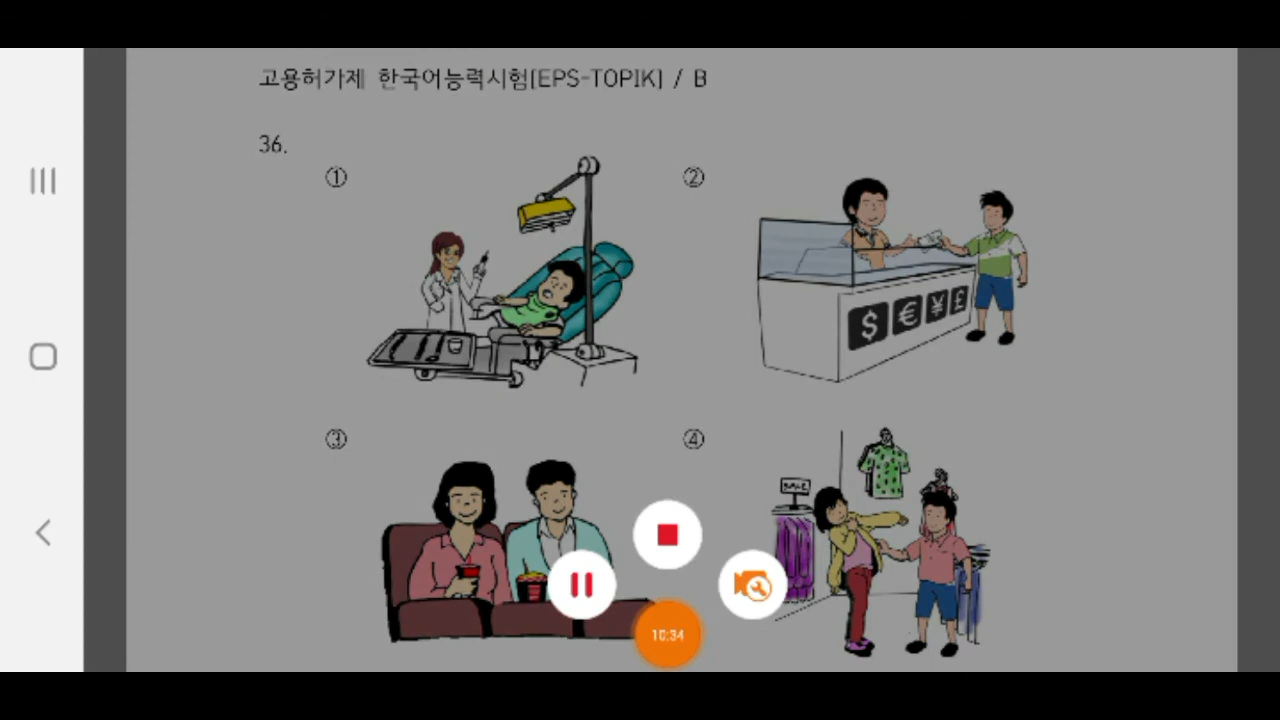 고용허가제 한국어능력시험[EPS-TOPIK] / B
36.
① ②
$ € ¥ £
③ ④
SALE
10:34